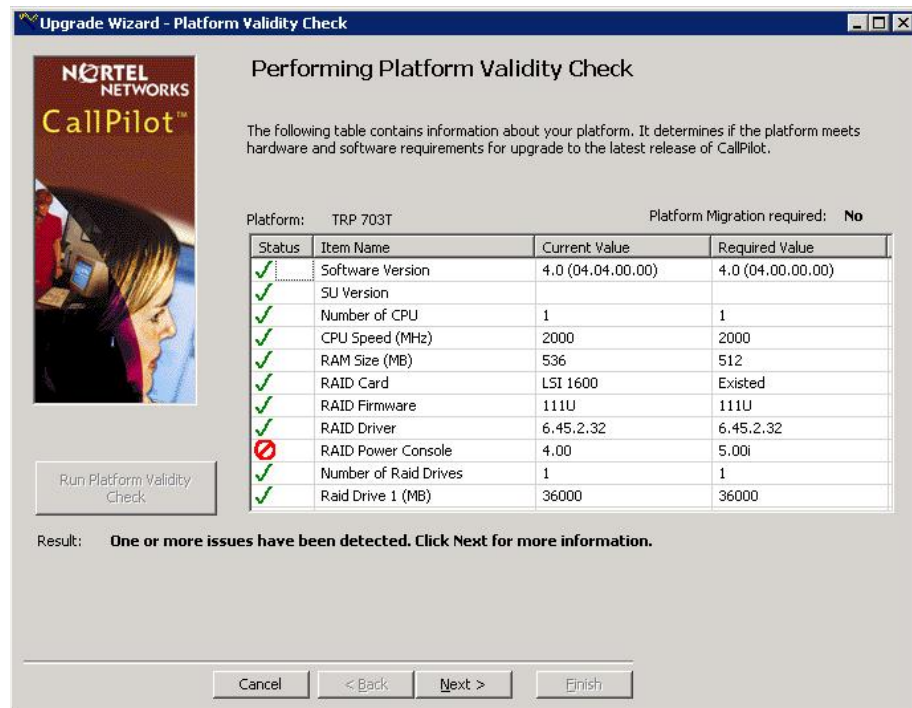 Upgrade Wizard - Platform Validity Check
NORTEL
NETWORKS
CallPilot™
Performing Platform Validity Check
The following table contains information about your platform. It determines if the platform meets
hardware and software requirements for upgrade to the latest release of CallPilot.
Platform: TRP 703T Platform Migration required: No
Status Item Name Current Value Required Value
Software Version 4.0 (04.04.00.00) 4.0 (04.00.00.00)
SU Version
Number of CPU 1 1
CPU Speed (MHz) 2000 2000
RAM Size (MB) 536 512
RAID Card LSI 1600 Existed
RAID Firmware 111U 111U
RAID Driver 6.45.2.32 6.45.2.32
RAID Power Console 4.00 5.00i
Number of Raid Drives 1 1
Raid Drive 1 (MB) 36000 36000
Run Platform Validity
Check
Result: One or more issues have been detected. Click Next for more information.
Cancel < Back Next > Finish